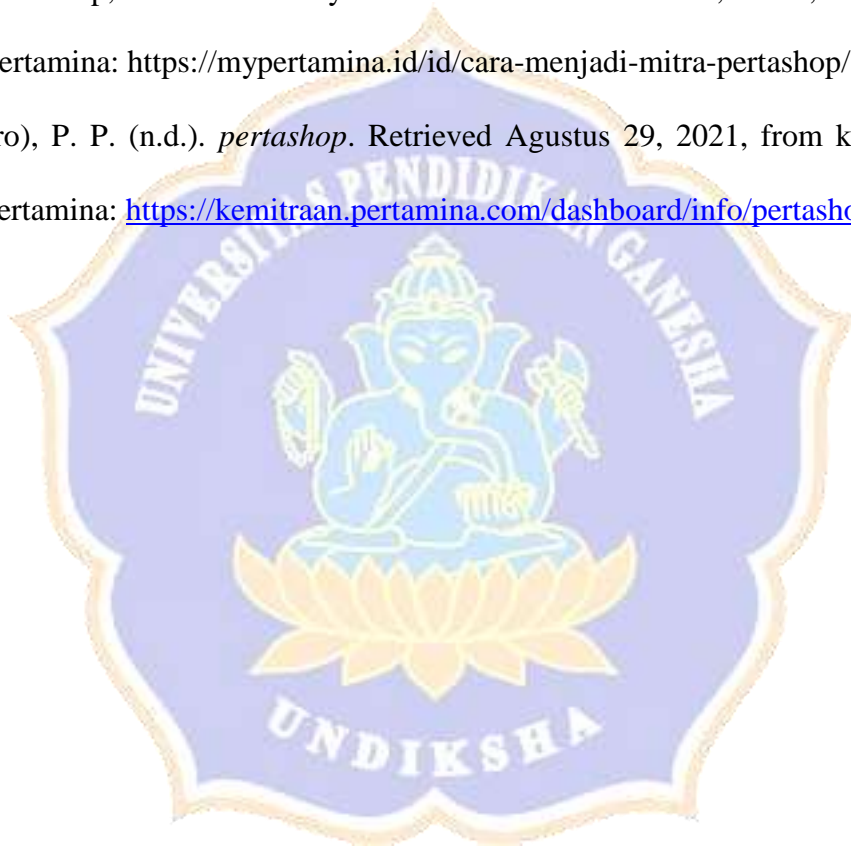 ertamina: https://mypertamina.id/id/cara-menjadi-mitra-pertashop/
ro), P. P. (n.d.). pertashop. Retrieved Agustus 29, 2021, from k
ertamina: https://kemitraan.pertamina.com/dashboard/info/pertasho
UNIVERSITAS PENDIDIKAN GANESHA
UNDIKSHA